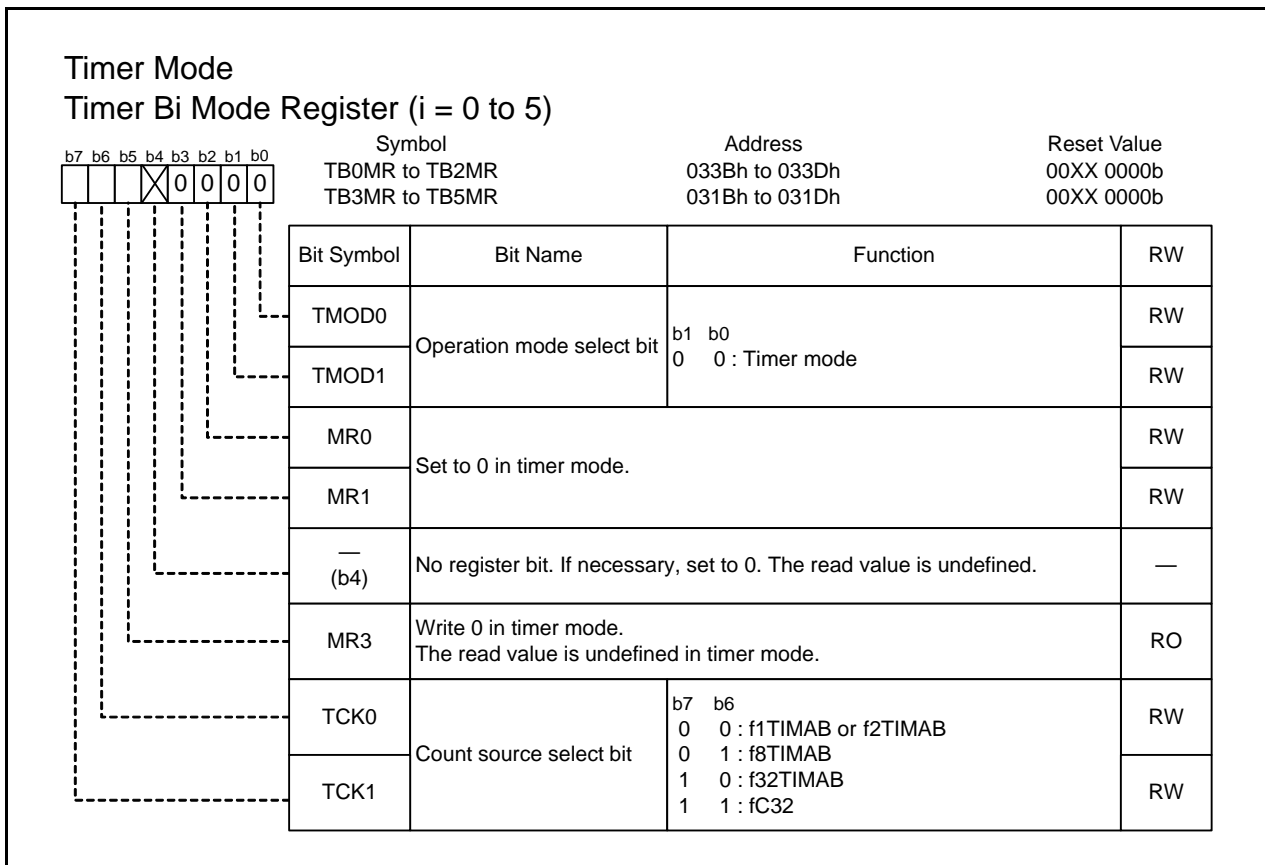 Timer Mode
Timer Bi Mode Register (i = 0 to 5)
b7 b6 b5 b4 b3 b2 b1 b0
0 0 0 0
Symbol Address Reset Value
TB0MR to TB2MR 033Bh to 033Dh 00XX 0000b
TB3MR to TB5MR 031Bh to 031Dh 00XX 0000b
Bit Symbol Bit Name Function RW
TMOD0 Operation mode select bit b1 b0 RW
0 0 : Timer mode
TMOD1 RW
MR0 Set to 0 in timer mode. RW
MR1 RW
— (b4) No register bit. If necessary, set to 0. The read value is undefined. —
MR3 Write 0 in timer mode. RO
The read value is undefined in timer mode.
TCK0 Count source select bit b7 b6 RW
0 0 : f1TIMAB or f2TIMAB
0 1 : f8TIMAB
1 0 : f32TIMAB
1 1 : fC32
TCK1 RW